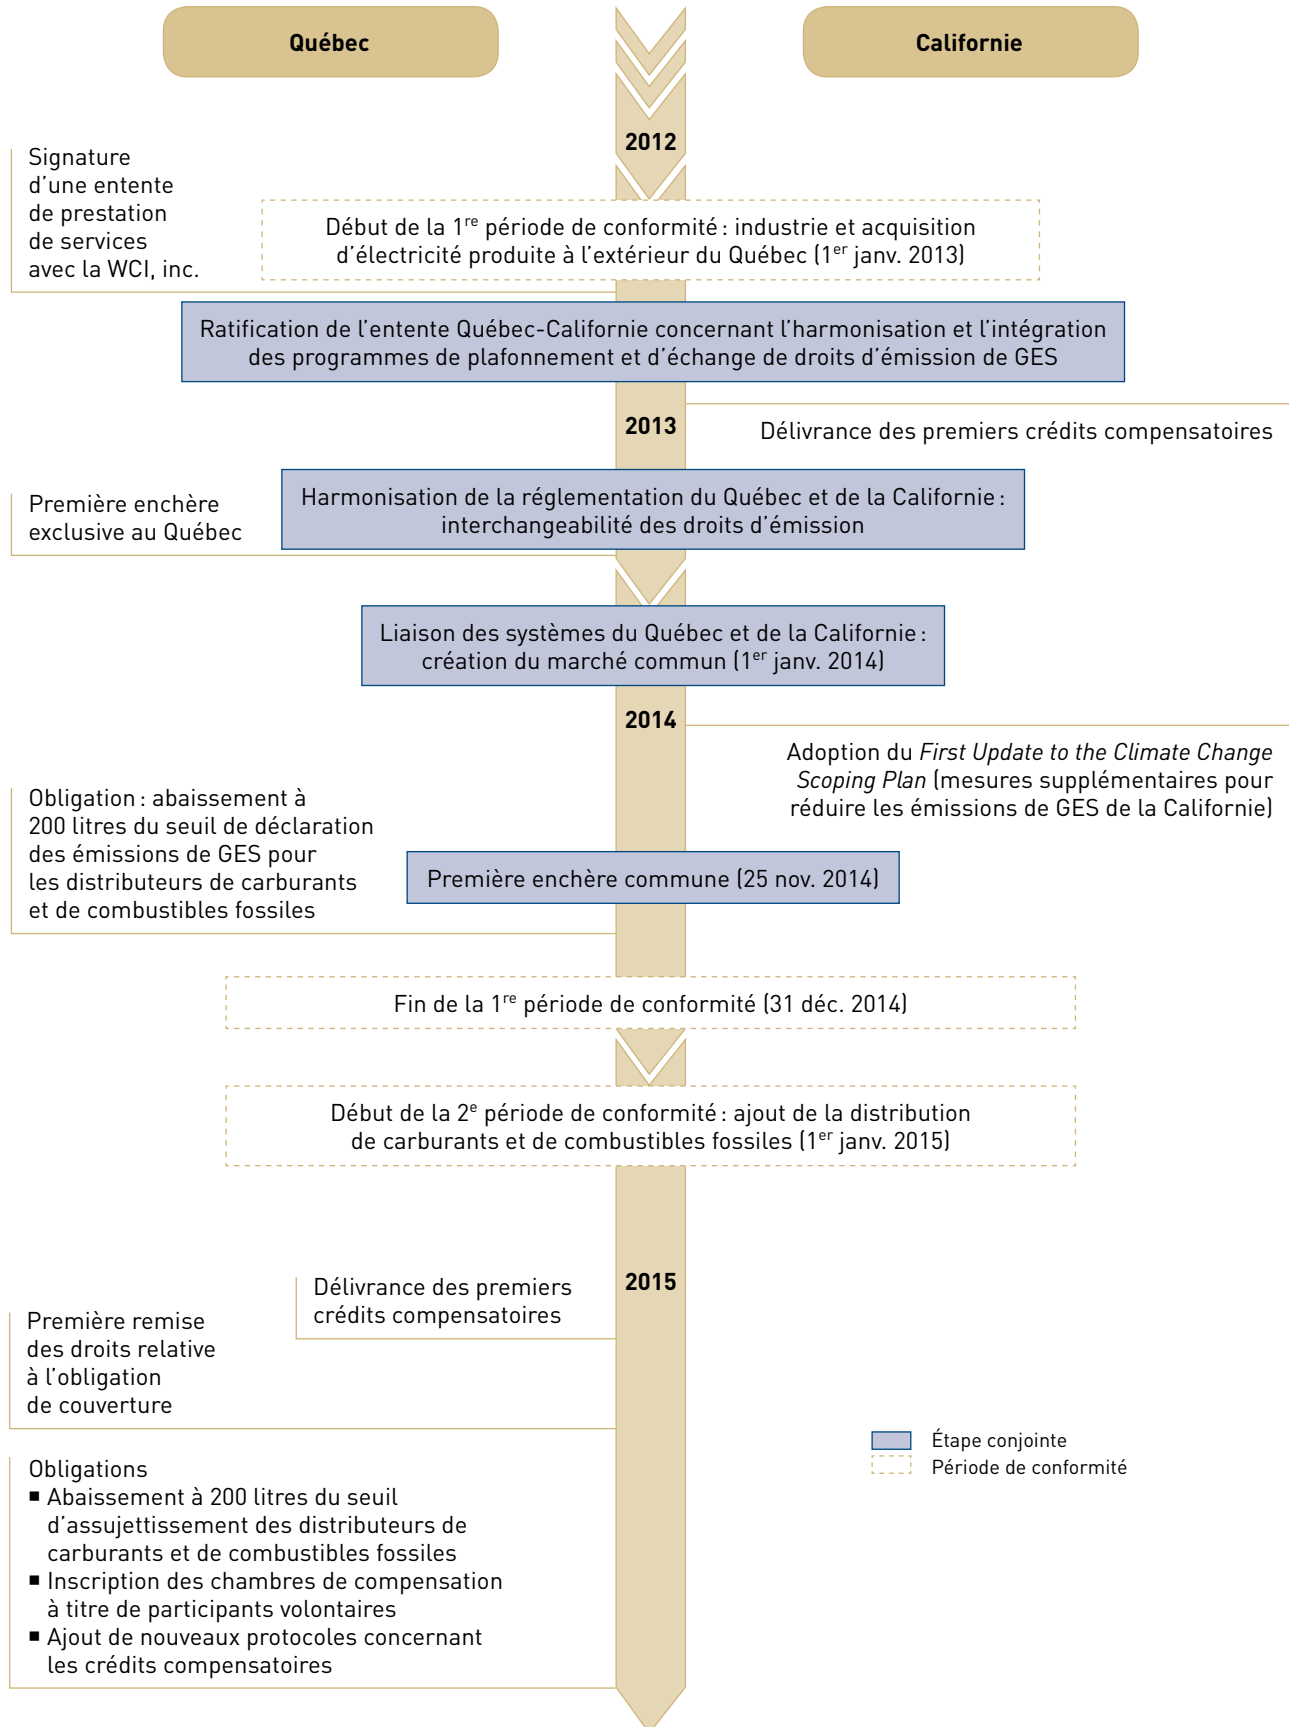 Québec
Californie
2012
Signature
d'une entente
de prestation
de services
avec la WCI, inc.
Début de la 1re période de conformité : industrie et acquisition
d'électricité produite à l'extérieur du Québec (1er janv. 2013)
Ratification de l'entente Québec-Californie concernant l'harmonisation et l'intégration
des programmes de plafonnement et d'échange de droits d'émission de GES
2013
Délivrance des premiers crédits compensatoires
Première enchère
exclusive au Québec
Harmonisation de la réglementation du Québec et de la Californie :
interchangeabilité des droits d'émission
Liaison des systèmes du Québec et de la Californie :
création du marché commun (1er janv. 2014)
2014
Adoption du First Update to the Climate Change
Scoping Plan (mesures supplémentaires pour
réduire les émissions de GES de la Californie)
Obligation : abaissement à
200 litres du seuil de déclaration
des émissions de GES pour
les distributeurs de carburants
et de combustibles fossiles
Première enchère commune (25 nov. 2014)
Fin de la 1re période de conformité (31 déc. 2014)
Début de la 2e période de conformité : ajout de la distribution
de carburants et de combustibles fossiles (1er janv. 2015)
2015
Délivrance des premiers
crédits compensatoires
Première remise
des droits relative
à l'obligation
de couverture
Étape conjointe
Période de conformité
Obligations
■ Abaissement à 200 litres du seuil
d'assujettissement des distributeurs de
carburants et de combustibles fossiles
■ Inscription des chambres de compensation
à titre de participants volontaires
■ Ajout de nouveaux protocoles concernant
les crédits compensatoires